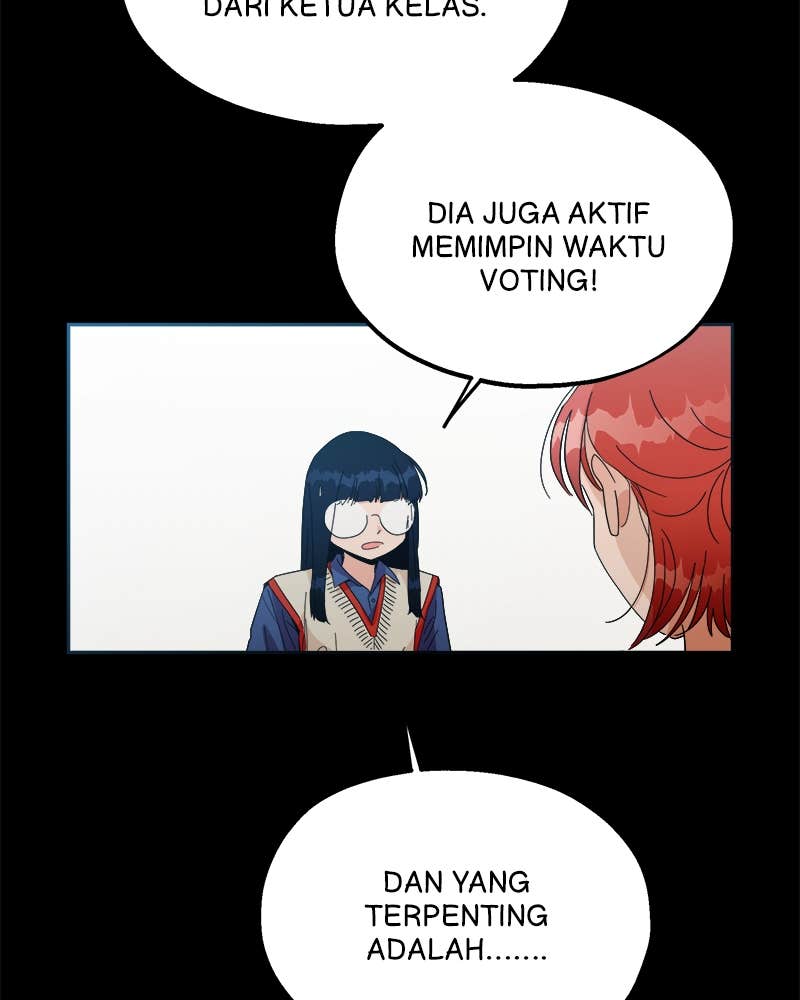 DARI KETUA KELAS.
DIA JUGA AKTIF
MEMIMPIN WAKTU
VOTING!
DAN YANG
TERPENTING
ADALAH.......